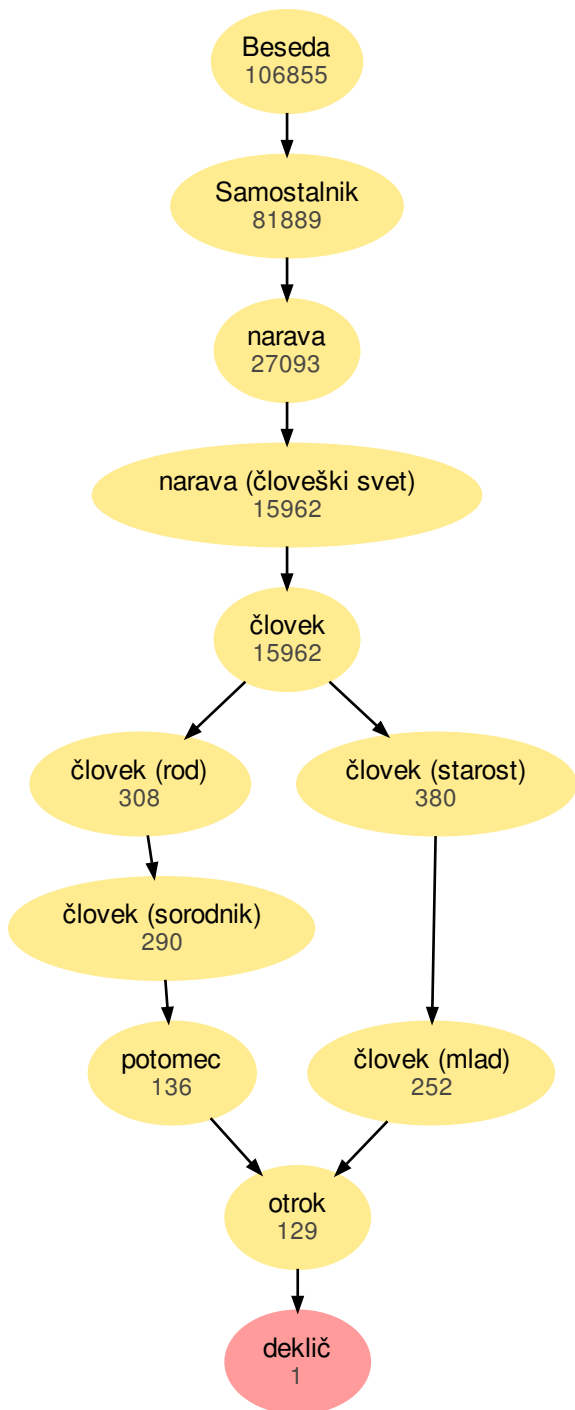 Beseda
106855
Samostalnik
81889
narava
27093
narava (človeški svet)
15962
človek
15962
človek (rod)
308
človek (starost)
380
človek (sorodnik)
290
potomec
136
človek (mlad)
252
otrok
129
deklič
1